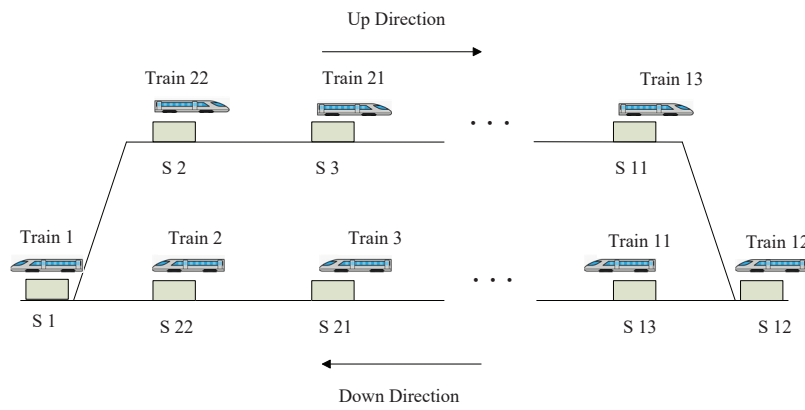 Up Direction
Train 22
Train 21
Train 13
. . .
S 2
S 3
S 11
Train 1
Train 2
Train 3
Train 11
Train 12
. . .
S 1
S 22
S 21
S 13
S 12
Down Direction